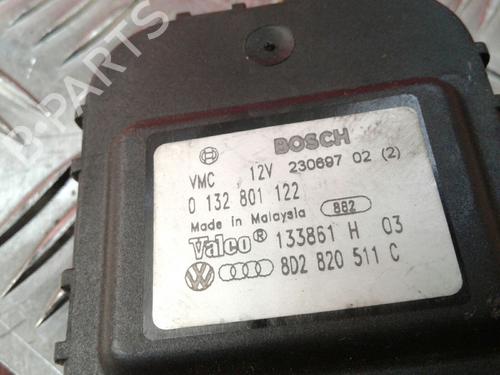 BOSCH
VMC 12V 230697 02 (2)
0 132 801 122
Made in Malaysia 882
Valeo® 133861 H 03
8D2 820 511 C
B-PARTS